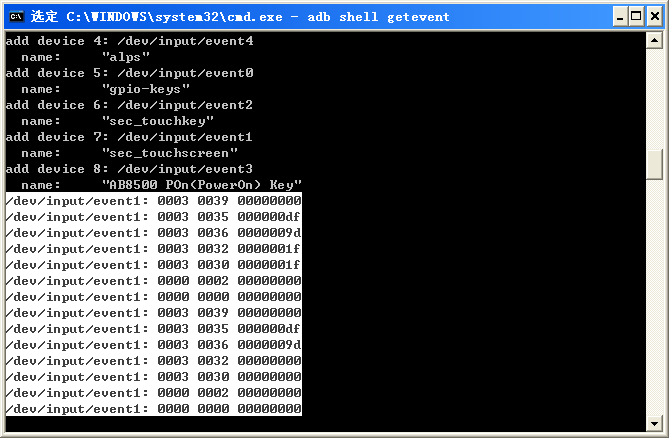 选定 C:\WINDOWS\system32\cmd.exe - adb shell getevent
add device 4: /dev/input/event4
  name:     "alps"
add device 5: /dev/input/event0
  name:     "gpio-keys"
add device 6: /dev/input/event2
  name:     "sec_touchkey"
add device 7: /dev/input/event1
  name:     "sec_touchscreen"
add device 8: /dev/input/event3
  name:     "AB8500 POn(PowerOn) Key"
/dev/input/event1: 0003 0039 00000000
/dev/input/event1: 0003 0035 000000df
/dev/input/event1: 0003 0036 0000009d
/dev/input/event1: 0003 0032 0000001f
/dev/input/event1: 0003 0030 0000001f
/dev/input/event1: 0000 0002 00000000
/dev/input/event1: 0000 0000 00000000
/dev/input/event1: 0003 0039 00000000
/dev/input/event1: 0003 0035 000000df
/dev/input/event1: 0003 0036 0000009d
/dev/input/event1: 0003 0032 00000000
/dev/input/event1: 0003 0030 00000000
/dev/input/event1: 0000 0002 00000000
/dev/input/event1: 0000 0000 00000000